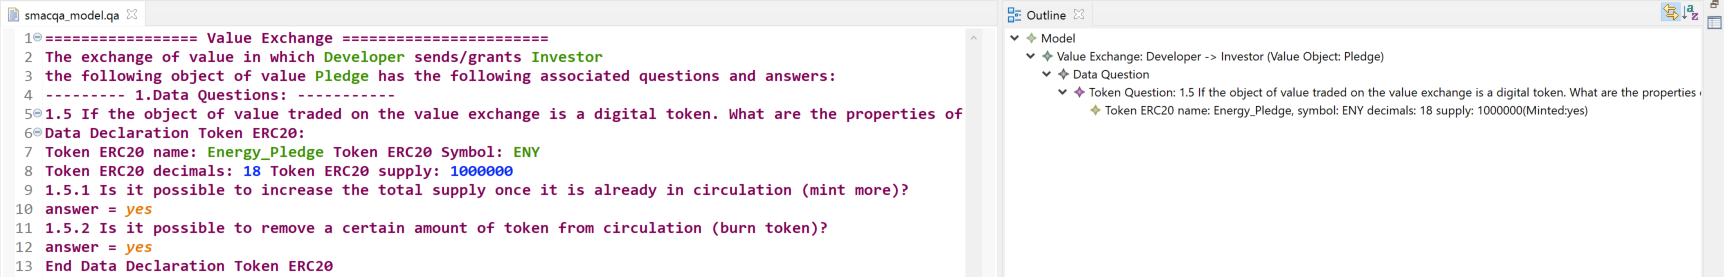 smacqa_model.qa
1 ================= Value Exchange =======================
2 The exchange of value in which Developer sends/grants Investor
3 the following object of value Pledge has the following associated questions and answers:
4 --------- 1.Data Questions: -----------
5 1.5 If the object of value traded on the value exchange is a digital token. What are the properties of
6 Data Declaration Token ERC20:
7 Token ERC20 name: Energy_Pledge Token ERC20 Symbol: ENY
8 Token ERC20 decimals: 18 Token ERC20 supply: 1000000
9 1.5.1 Is it possible to increase the total supply once it is already in circulation (mint more)?
10 answer = yes
11 1.5.2 Is it possible to remove a certain amount of token from circulation (burn token)?
12 answer = yes
13 End Data Declaration Token ERC20
Outline
Model
Value Exchange: Developer -> Investor (Value Object: Pledge)
Data Question
Token Question: 1.5 If the object of value traded on the value exchange is a digital token. What are the properties
Token ERC20 name: Energy_Pledge, symbol: ENY decimals: 18 supply: 1000000(Minted:yes)